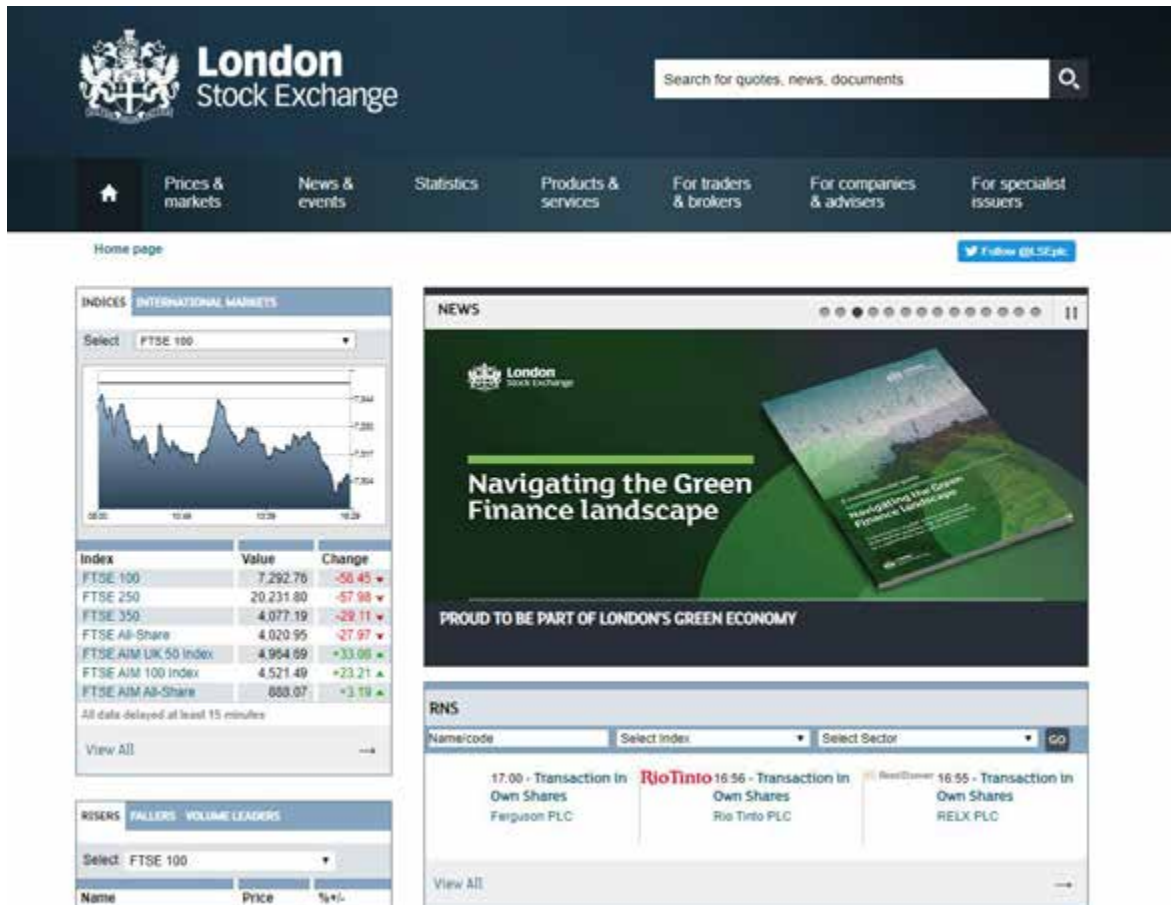 London
Stock Exchange
Search for quotes, news, documents
Prices & markets
News & events
Statistics
Products & services
For traders & brokers
For companies & advisers
For specialist issuers
Home page
Follow @LSEplc
INDICES INTERNATIONAL MARKETS
Select FTSE 100
Index Value Change
FTSE 100 7,292.76 -56.45
FTSE 250 20,231.80 -57.98
FTSE 350 4,077.19 -29.11
FTSE All-Share 4,020.95 -27.97
FTSE AIM UK 50 Index 4,964.69 +33.06
FTSE AIM 100 Index 4,521.49 +23.21
FTSE AIM All-Share 888.07 +3.19
All data delayed at least 15 minutes
View All
RISERS FALLERS VOLUME LEADERS
Select FTSE 100
Name Price %+/-
NEWS
London
Stock Exchange
Navigating the Green
Finance landscape
Navigating the Green
Finance landscape
PROUD TO BE PART OF LONDON'S GREEN ECONOMY
RNS
Name/code Select Index Select Sector GO
17.00 - Transaction in
Own Shares
Ferguson PLC
RioTinto 16:56 - Transaction in
Own Shares
Rio Tinto PLC
16:55 - Transaction in
Own Shares
RELX PLC
View All